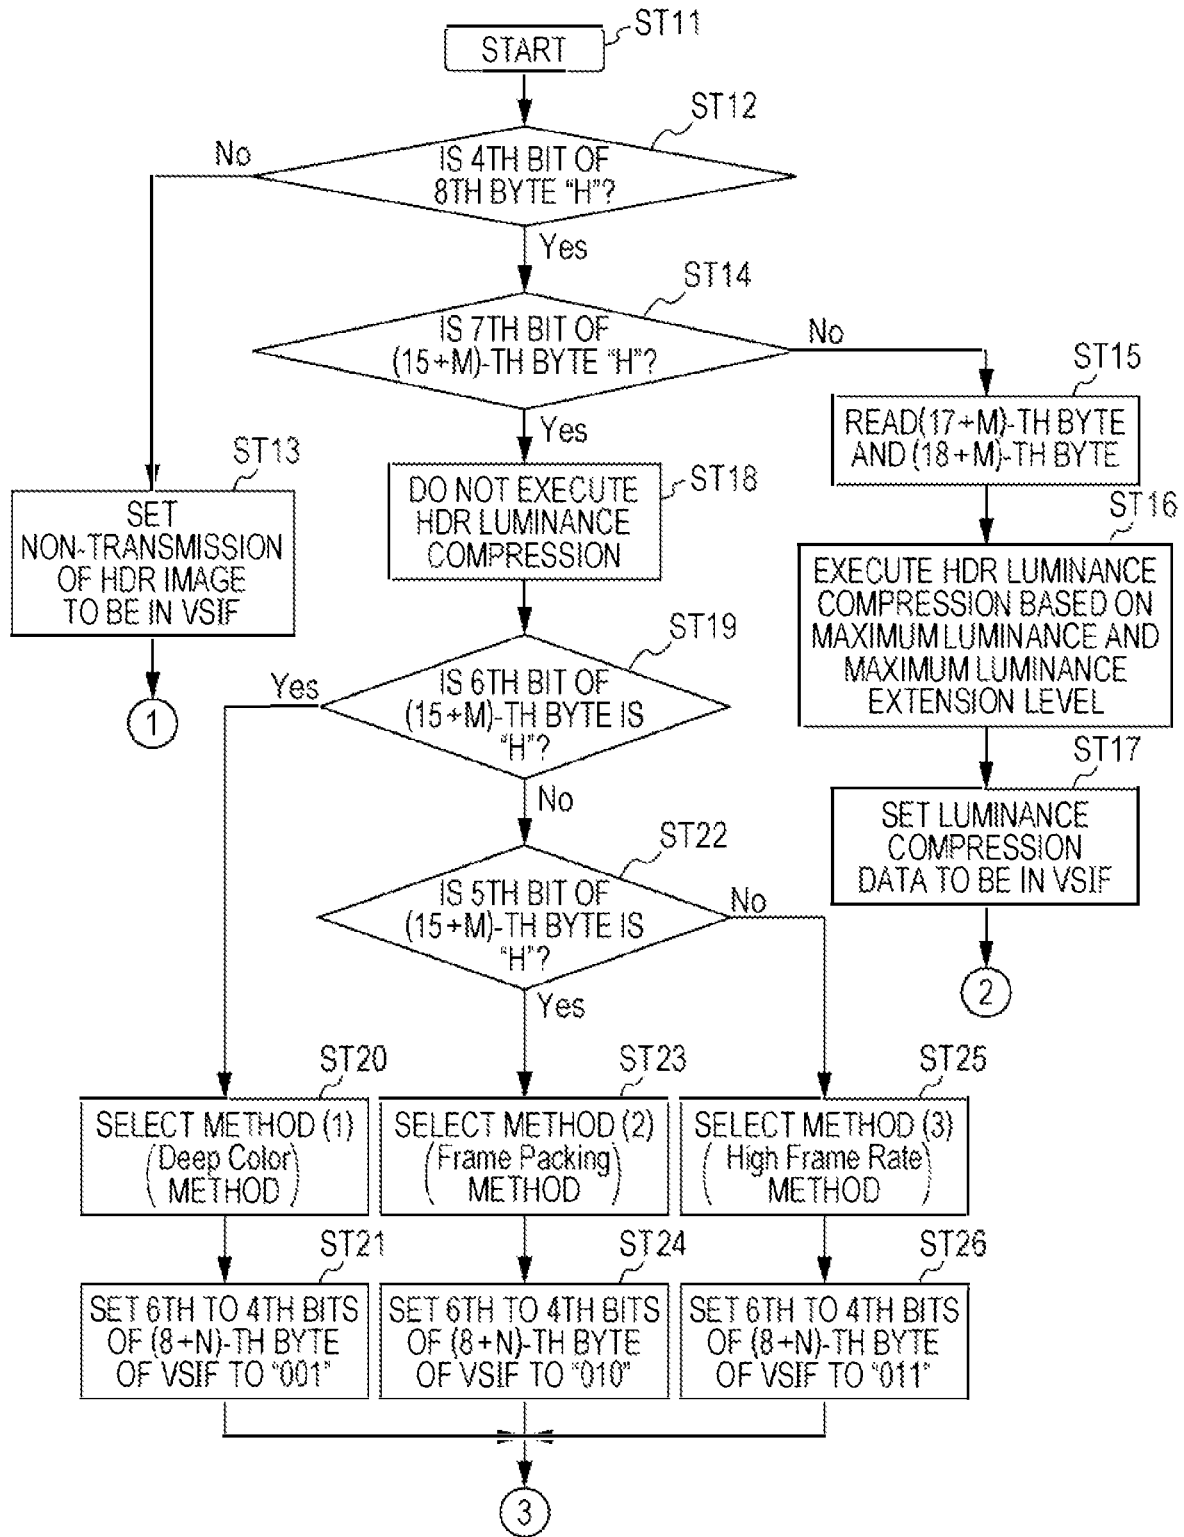 START
ST11
ST12
IS 4TH BIT OF
8TH BYTE "H"?
No
Yes
ST14
IS 7TH BIT OF
(15+M)-TH BYTE "H"?
No
Yes
ST15
READ(17+M)-TH BYTE
AND (18+M)-TH BYTE
ST13
SET
NON-TRANSMISSION
OF HDR IMAGE
TO BE IN VSIF
1
ST18
DO NOT EXECUTE
HDR LUMINANCE
COMPRESSION
ST16
EXECUTE HDR LUMINANCE
COMPRESSION BASED ON
MAXIMUM LUMINANCE AND
MAXIMUM LUMINANCE
EXTENSION LEVEL
ST19
IS 6TH BIT OF
(15+M)-TH BYTE IS
"H"?
Yes
No
ST17
SET LUMINANCE
COMPRESSION
DATA TO BE IN VSIF
2
ST22
IS 5TH BIT OF
(15+M)-TH BYTE IS
"H"?
No
Yes
ST20
SELECT METHOD (1)
(Deep Color)
METHOD
ST23
SELECT METHOD (2)
(Frame Packing)
METHOD
ST25
SELECT METHOD (3)
( High Frame Rate)
METHOD
ST21
SET 6TH TO 4TH BITS
OF (8+N)-TH BYTE
OF VSIF TO "001"
ST24
SET 6TH TO 4TH BITS
OF (8+N)-TH BYTE
OF VSIF TO "010"
ST26
SET 6TH TO 4TH BITS
OF (8+N)-TH BYTE
OF VSIF TO "011"
3